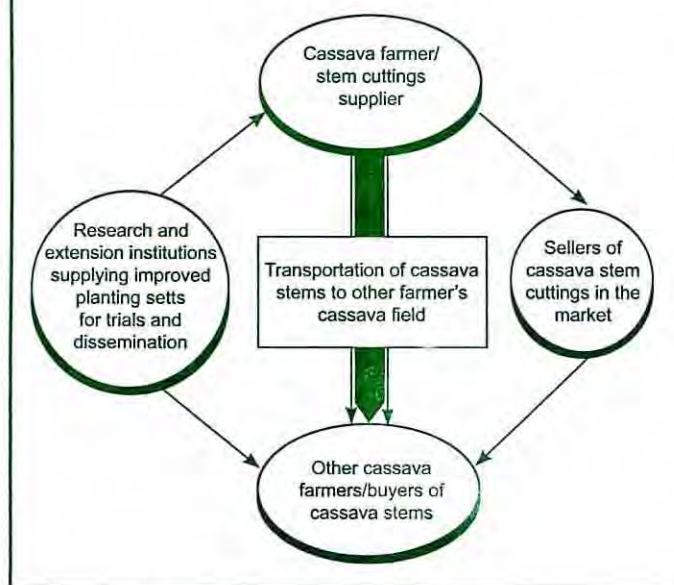 Cassava farmer/
stem cuttings
supplier
Research and
extension institutions
supplying improved
planting setts
for trials and
dissemination
Transportation of cassava
stems to other farmer's
cassava field
Sellers of
cassava stem
cuttings in the
market
Other cassava
farmers/buyers of
cassava stems